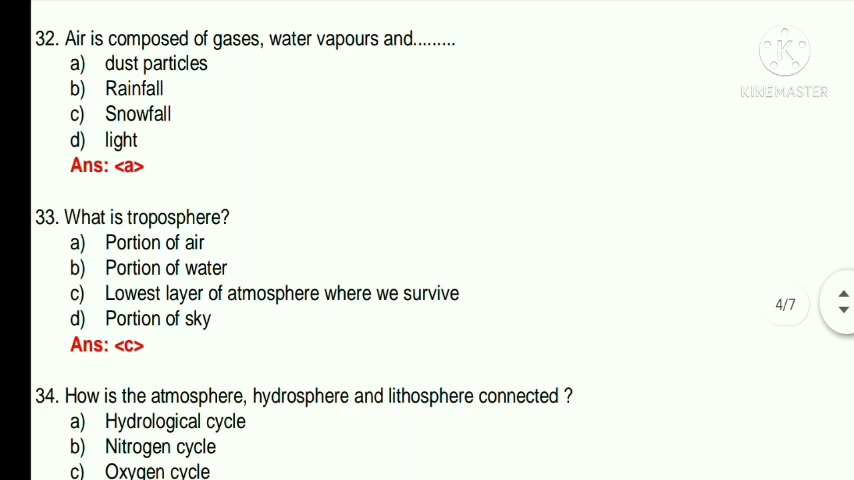 32. Air is composed of gases, water vapours and.........
a) dust particles
b) Rainfall
c) Snowfall
d) light
Ans: <a>
33. What is troposphere?
a) Portion of air
b) Portion of water
c) Lowest layer of atmosphere where we survive
d) Portion of sky
Ans: <c>
34. How is the atmosphere, hydrosphere and lithosphere connected ?
a) Hydrological cycle
b) Nitrogen cycle
c) Oxygen cycle
K
KINEMASTER
4/7